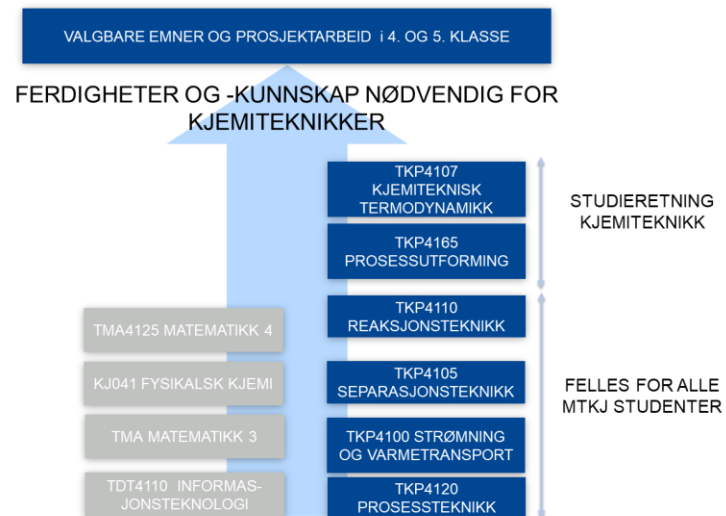 VALGBARE EMNER OG PROSJEKTARBEID i 4. OG 5. KLASSE
FERDIGHETER OG -KUNNSKAP NØDVENDIG FOR
KJEMITEKNIKKER
TKP4107
KJEMITEKNISK
TERMODYNAMIKK
TKP4165
PROSESSUTFORMING
STUDIERETNING
KJEMITEKNIKK
TMA4125 MATEMATIKK 4
KJ041 FYSIKALSK KJEMI
TMA MATEMATIKK 3
TDT4110 INFORMAS-
JONSTEKNOLOGI
TKP4110
REAKSJONSTEKNIKK
TKP4105
SEPARASJONSTEKNIKK
TKP4100 STRØMNING
OG VARMETRANSPORT
TKP4120
PROSESSTEKNIKK
FELLES FOR ALLE
MTKJ STUDENTER